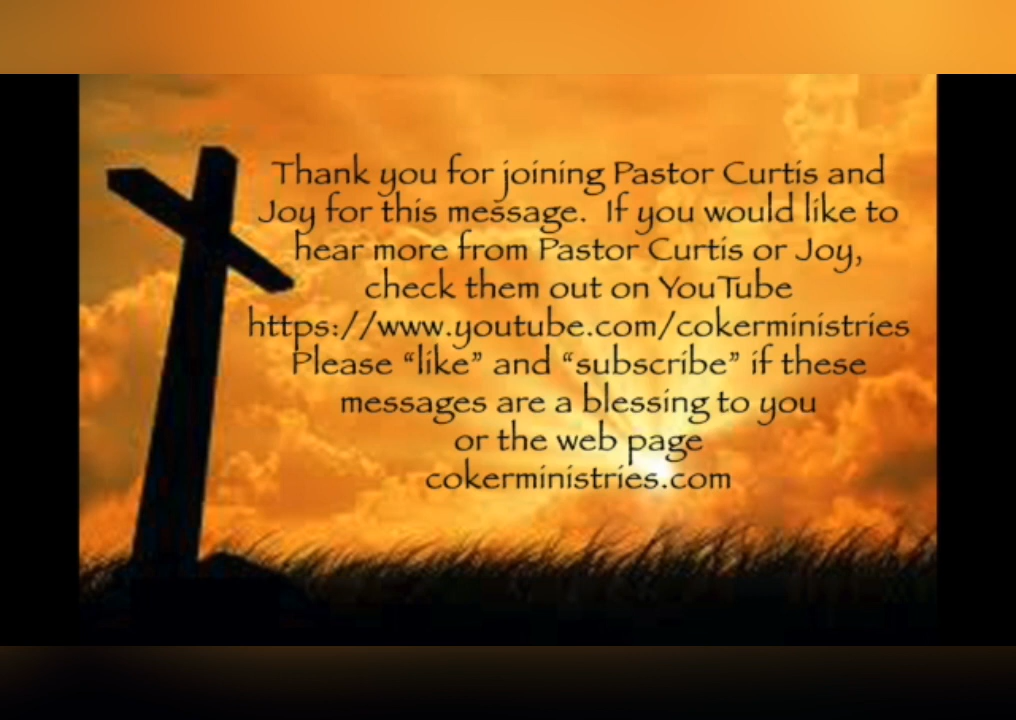 Thank you for joining Pastor Curtis and
Joy for this message. If you would like to
hear more from Pastor Curtis or Joy,
check them out on YouTube
https://www.youtube.com/cokerministries
Please “like” and “subscribe” if these
messages are a blessing to you
or the web page
cokerministries.com